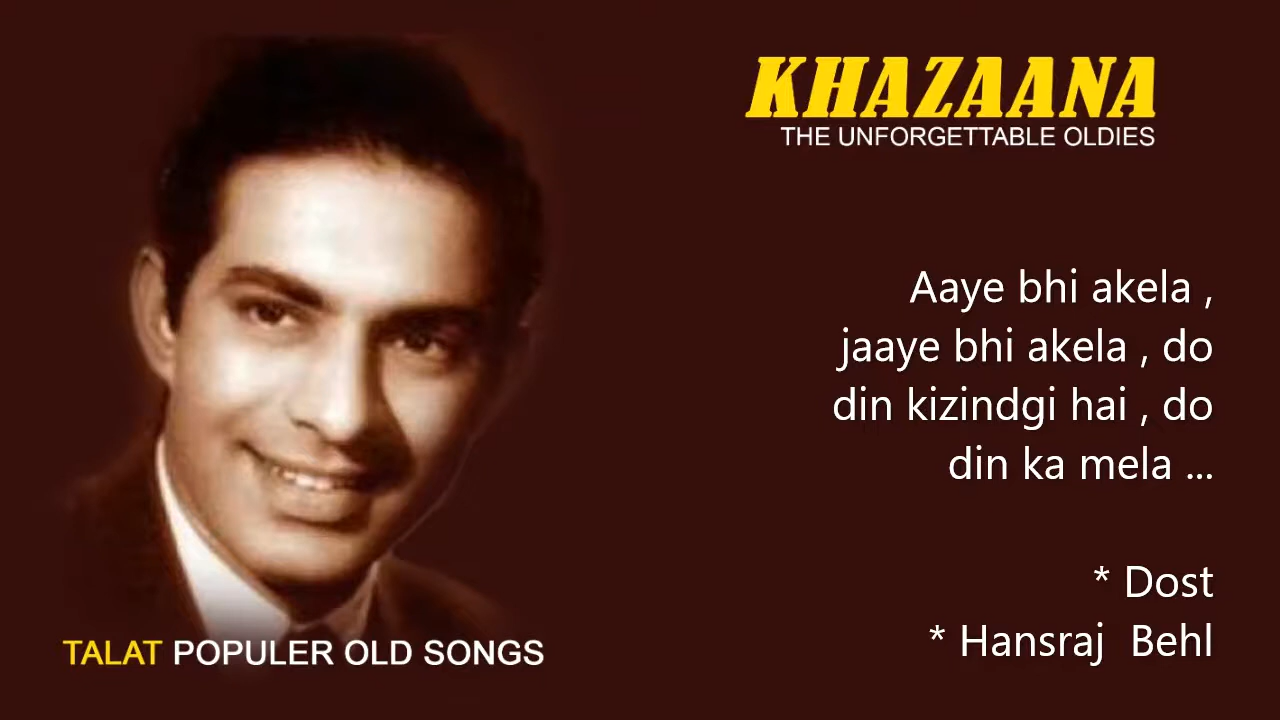 KHAZAANA
THE UNFORGETTABLE OLDIES
Aaye bhi akela ,
jaaye bhi akela , do
din kizindgi hai , do
din ka mela ...
* Dost
* Hansraj  Behl
TALAT POPULER OLD SONGS